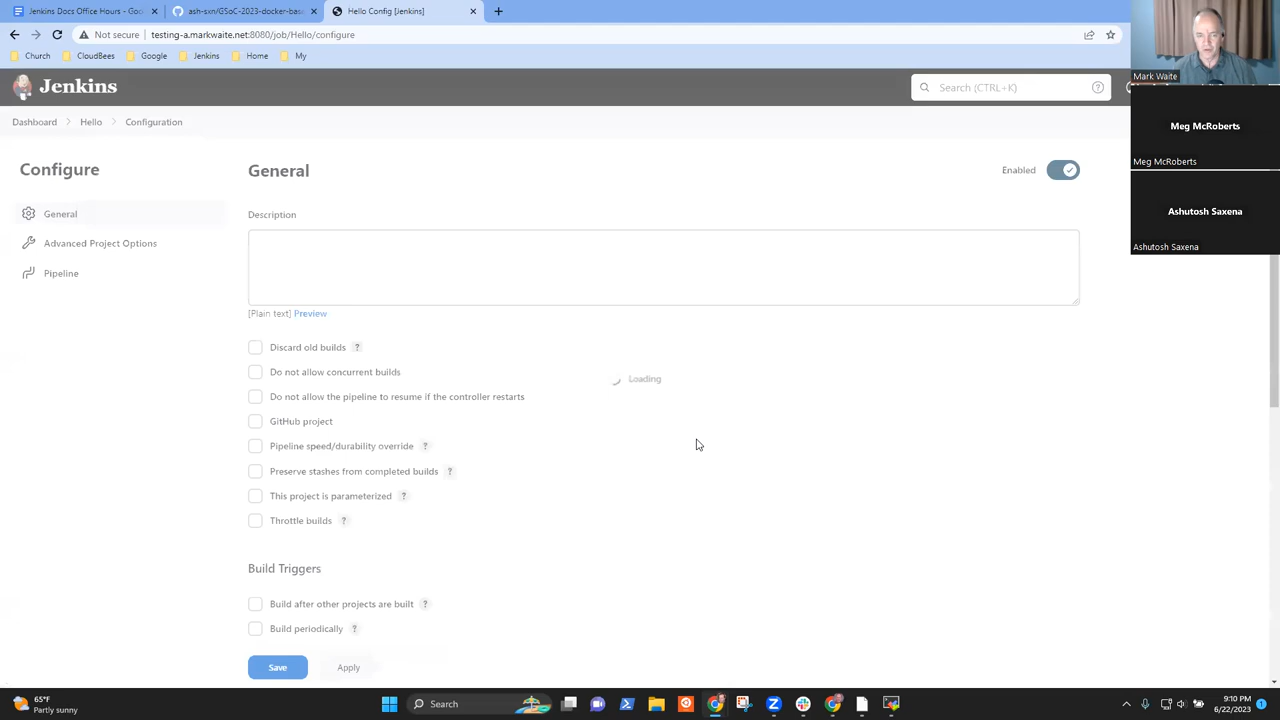 Jenkins Docs Office Hours - Goo
ash-sxn/GSoC-2023-docker-bas
Hello Config [Jenkins]
Not secure
testing-a.markwaite.net:8080/job/Hello/configure
Church
CloudBees
Google
Jenkins
Home
My
Mark Waite
Jenkins
Search (CTRL+K)
Dashboard
Hello
Configuration
Meg McRoberts
Meg McRoberts
Configure
General
Enabled
General
Description
Ashutosh Saxena
Ashutosh Saxena
Advanced Project Options
Pipeline
[Plain text] Preview
Discard old builds ?
Do not allow concurrent builds
Loading
Do not allow the pipeline to resume if the controller restarts
GitHub project
Pipeline speed/durability override ?
Preserve stashes from completed builds ?
This project is parameterized ?
Throttle builds ?
Build Triggers
Build after other projects are built ?
Build periodically ?
Save
Apply
65°F
Partly sunny
Search
9:10 PM
6/22/2023